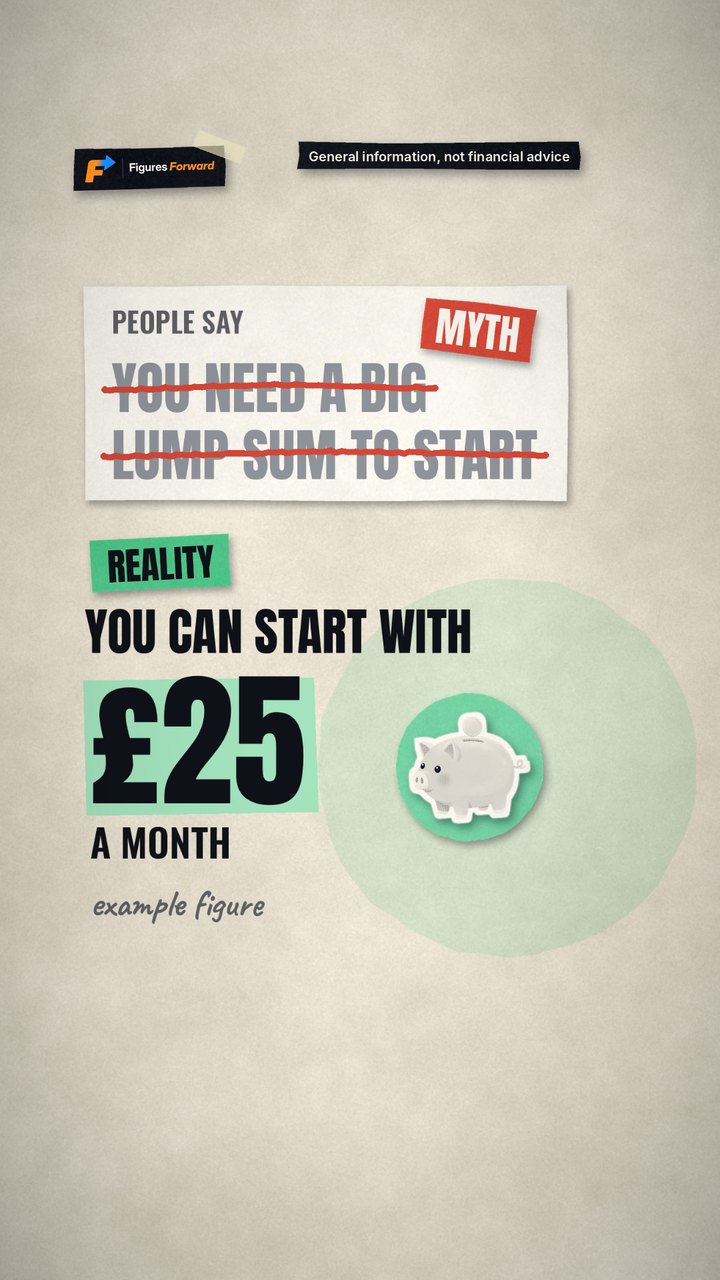 Figures Forward
General information, not financial advice
PEOPLE SAY
MYTH
YOU NEED A BIG
LUMP SUM TO START
REALITY
YOU CAN START WITH
£25
A MONTH
example figure